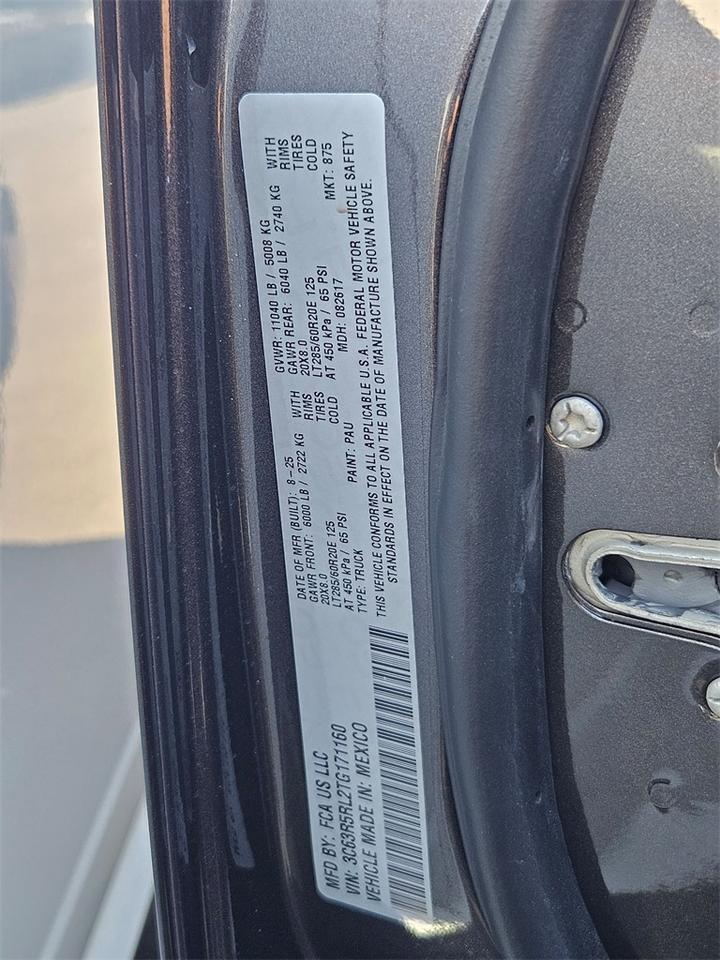 MFD BY: FCA US LLC
VIN: 3C63R5RL2TG171160
VEHICLE MADE IN: MEXICO
DATE OF MFR (BUILT): 8-25
GVWR: 11040 LB / 5008 KG
GAWR FRONT: 6000 LB / 2722 KG WITH
20X8.0 RIMS
LT285/60R20E 125 TIRES
AT 450 kPa / 65 PSI COLD
GAWR REAR: 6040 LB / 2740 KG WITH
20X8.0 RIMS
LT285/60R20E 125 TIRES
AT 450 kPa / 65 PSI COLD
TYPE: TRUCK PAINT: PAU MDH: 082617 MKT: 875
THIS VEHICLE CONFORMS TO ALL APPLICABLE U.S.A. FEDERAL MOTOR VEHICLE SAFETY
STANDARDS IN EFFECT ON THE DATE OF MANUFACTURE SHOWN ABOVE.